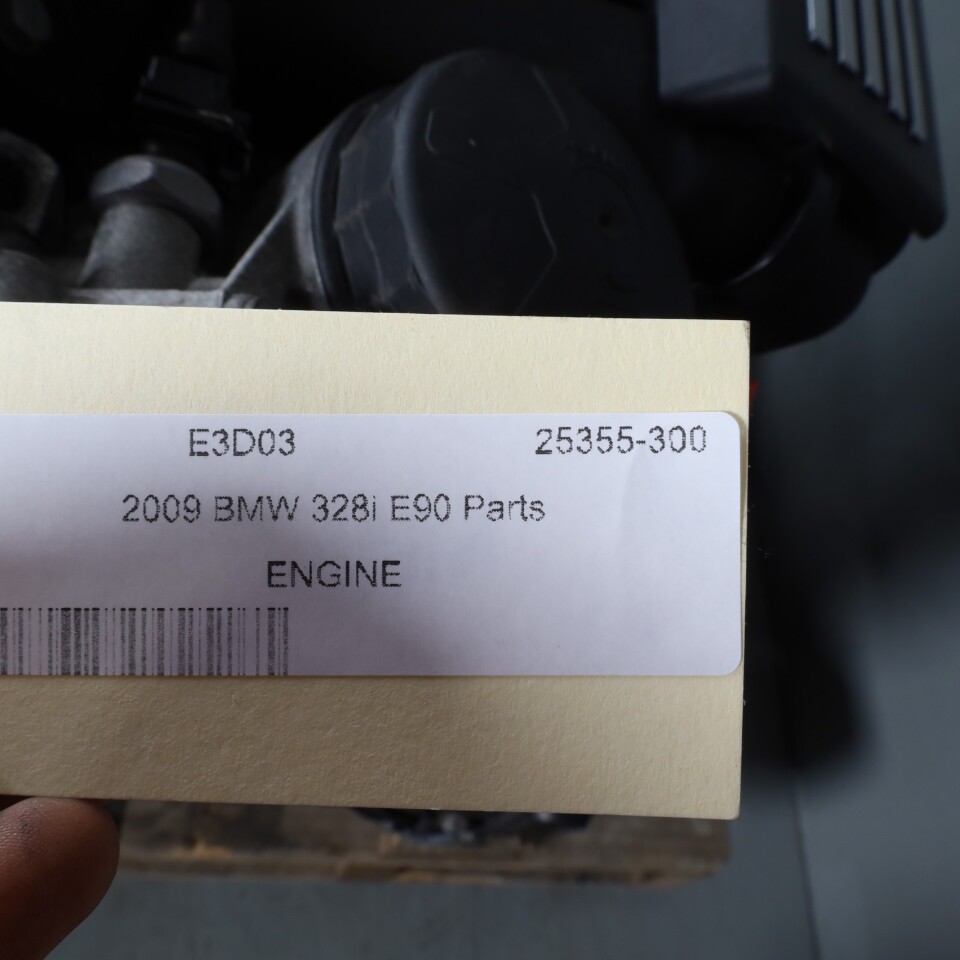 E3D03 25355-300
2009 BMW 328i E90 Parts
ENGINE